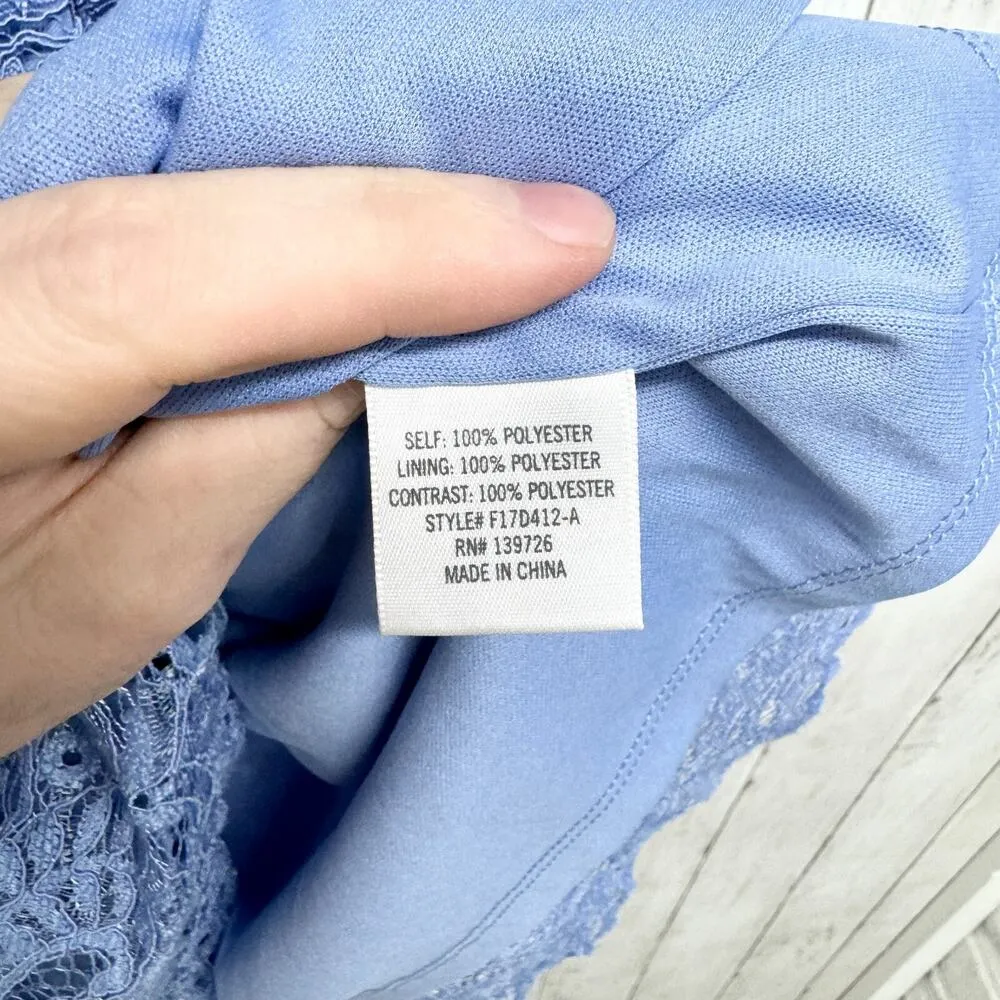 SELF: 100% POLYESTER
LINING: 100% POLYESTER
CONTRAST: 100% POLYESTER
STYLE# F17D412-A
RN# 139726
MADE IN CHINA